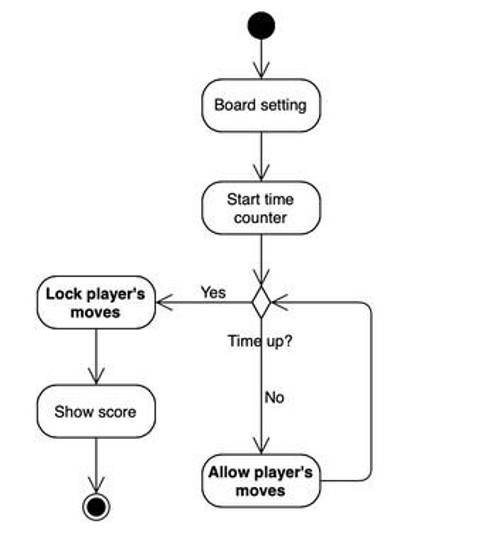 Board setting
Start time
counter
Yes
Lock player's
moves
Time up?
No
Show score
Allow player's
moves